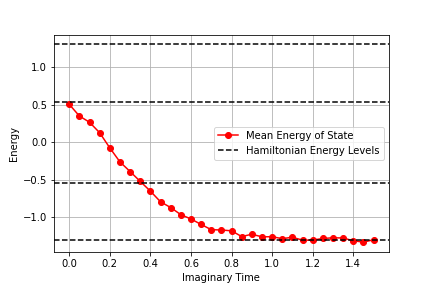 1.0
0.5
0.0
−0.5
−1.0
Energy
Mean Energy of State
Hamiltonian Energy Levels
0.0 0.2 0.4 0.6 0.8 1.0 1.2 1.4
Imaginary Time